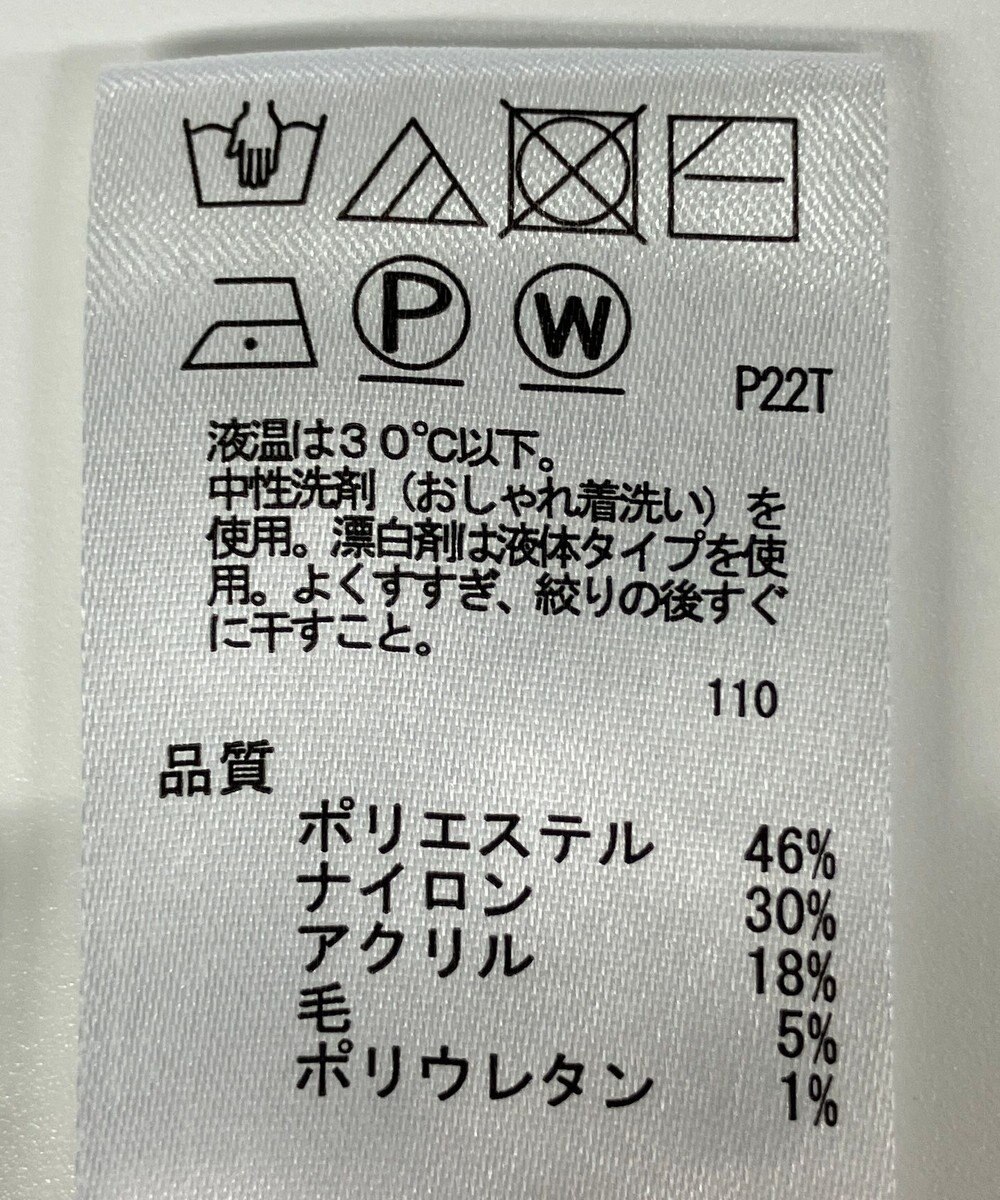 P W
P22T
液温は30℃以下。
中性洗剤（おしゃれ着洗い）を
使用。漂白剤は液体タイプを使
用。よくすすぎ、絞りの後すぐ
に干すこと。
110
品質
ポリエステル 46%
ナイロン 30%
アクリル 18%
毛 5%
ポリウレタン 1%